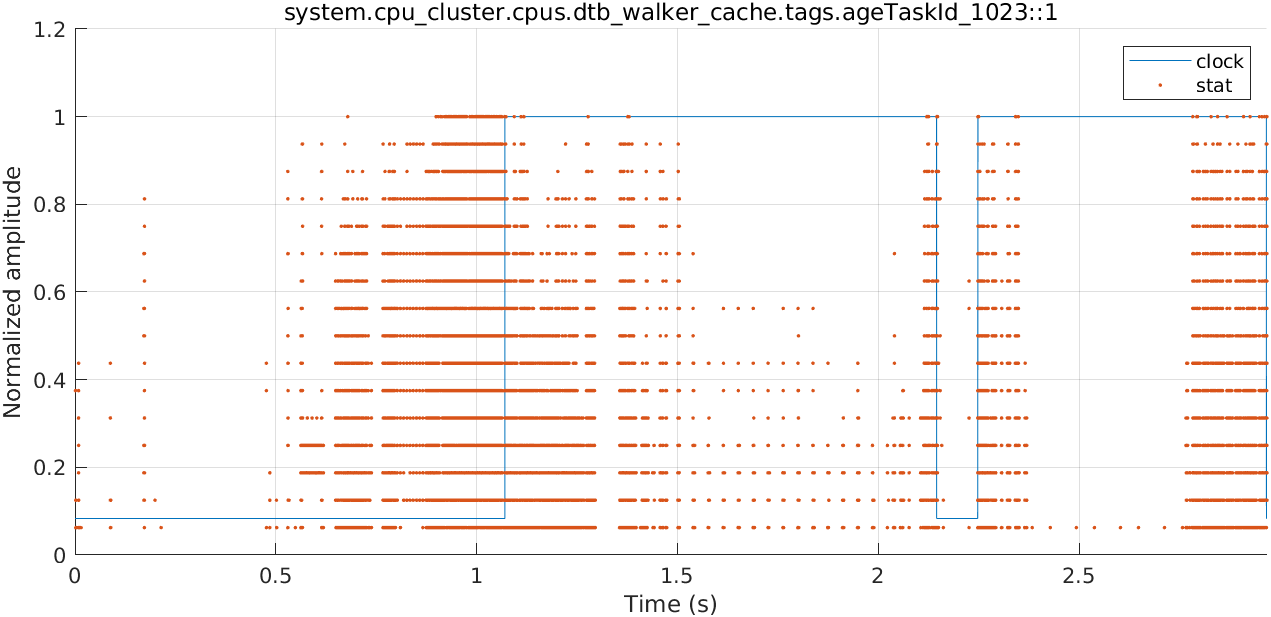 system.cpu_cluster.cpus.dtb_walker_cache.tags.ageTaskId_1023::1
1.2
1
0.8
0.6
0.4
0.2
0
Normalized amplitude
clock
stat
0 0.5 1 1.5 2 2.5
Time (s)